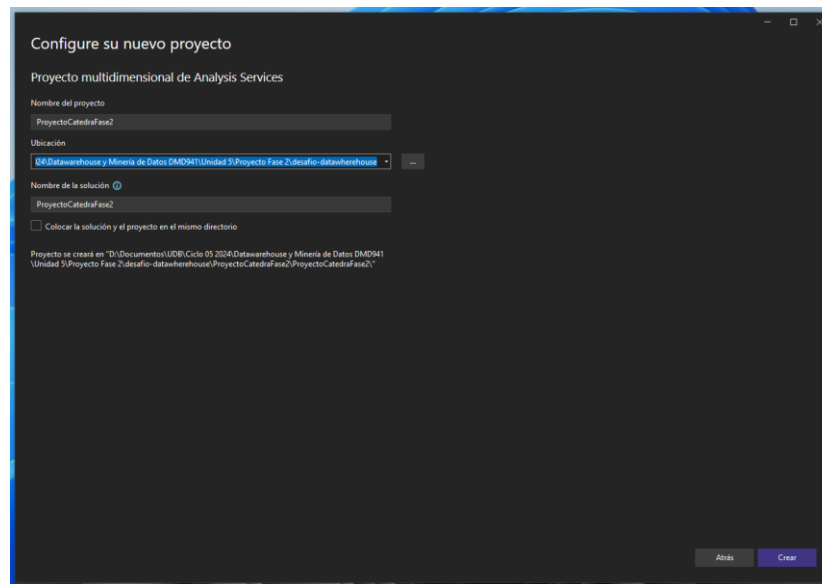 Configure su nuevo proyecto
Proyecto multidimensional de Analysis Services
Nombre del proyecto
ProyectoCatedraFase2
Ubicación
024\Datawarehouse y Minería de Datos DMD941\Unidad 5\Proyecto Fase 2\desafio-datawherehouse
...
Nombre de la solución
ProyectoCatedraFase2
Colocar la solución y el proyecto en el mismo directorio
Proyecto se creará en "D:\Documentos\UDB\Ciclo 05 2024\Datawarehouse y Minería de Datos DMD941
\Unidad 5\Proyecto Fase 2\desafio-datawherehouse\ProyectoCatedraFase2\ProyectoCatedraFase2\"
Atrás
Crear